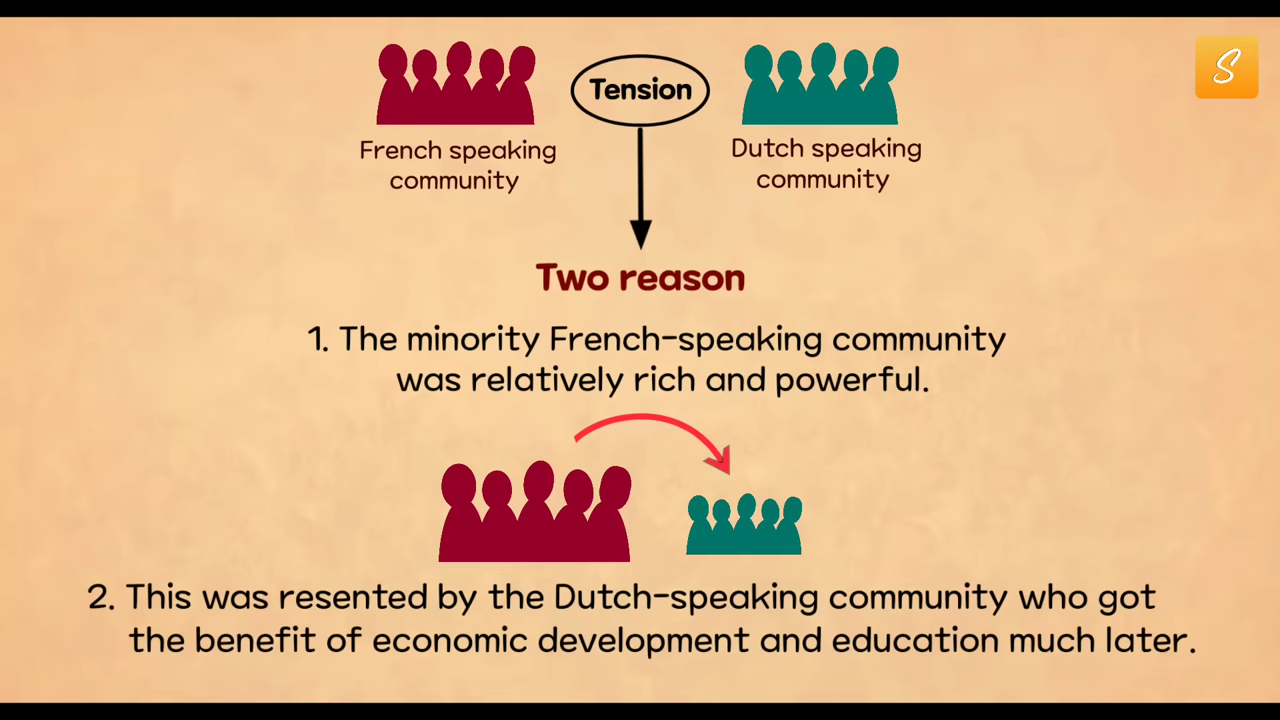 S
Tension
French speaking
community
Dutch speaking
community
Two reason
1. The minority French-speaking community
was relatively rich and powerful.
2. This was resented by the Dutch-speaking community who got
the benefit of economic development and education much later.